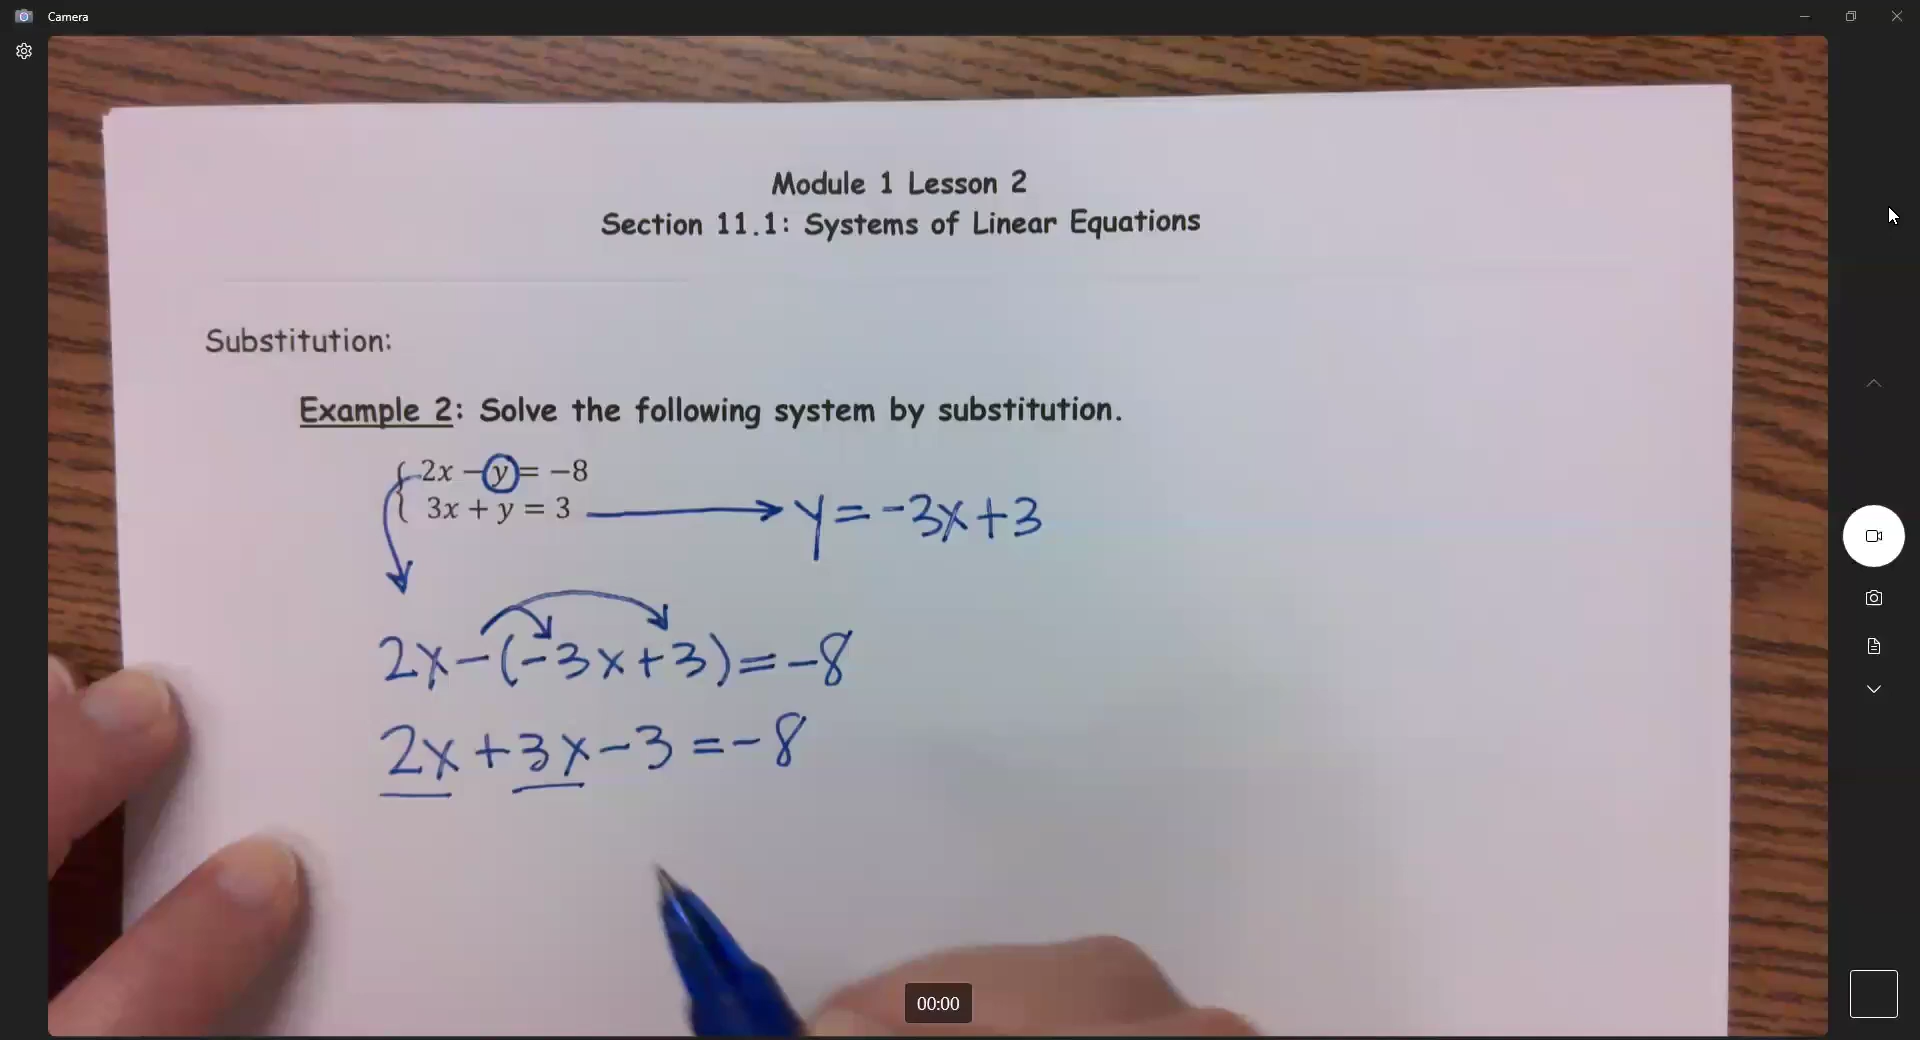 Camera
Module 1 Lesson 2
Section 11.1: Systems of Linear Equations
Substitution:
Example 2: Solve the following system by substitution.
2x − y = −8
3x + y = 3
y = -3x + 3
2x - (-3x + 3) = -8
2x + 3x - 3 = -8
00:00